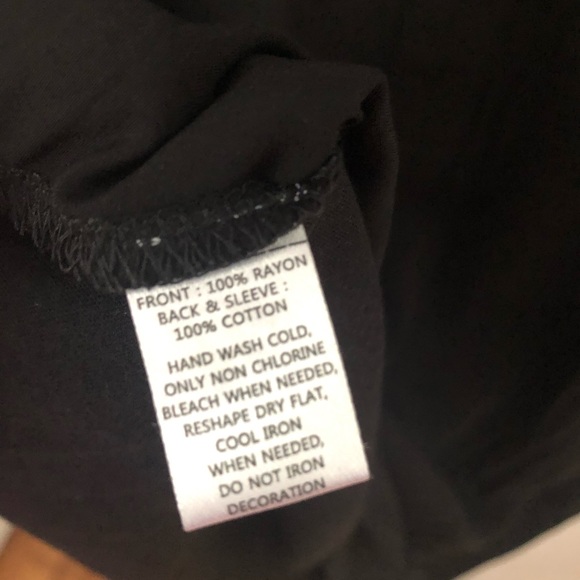 FRONT : 100% RAYON
BACK & SLEEVE :
100% COTTON
HAND WASH COLD,
ONLY NON CHLORINE
BLEACH WHEN NEEDED,
RESHAPE DRY FLAT,
COOL IRON
WHEN NEEDED,
DO NOT IRON
DECORATION